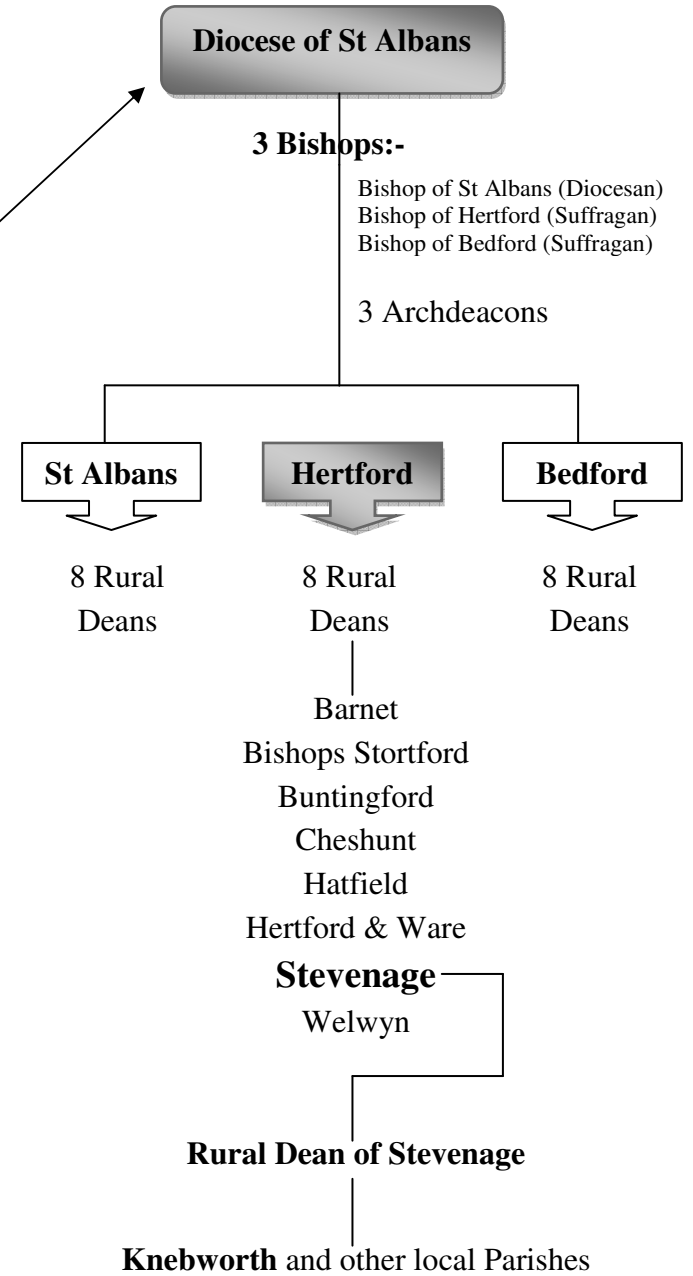 Diocese of St Albans
3 Bishops:-
Bishop of St Albans (Diocesan)
Bishop of Hertford (Suffragan)
Bishop of Bedford (Suffragan)
3 Archdeacons
St Albans
Hertford
Bedford
8 Rural
Deans
8 Rural
Deans
8 Rural
Deans
Barnet
Bishops Stortford
Buntingford
Cheshunt
Hatfield
Hertford & Ware
Stevenage
Welwyn
Rural Dean of Stevenage
Knebworth and other local Parishes